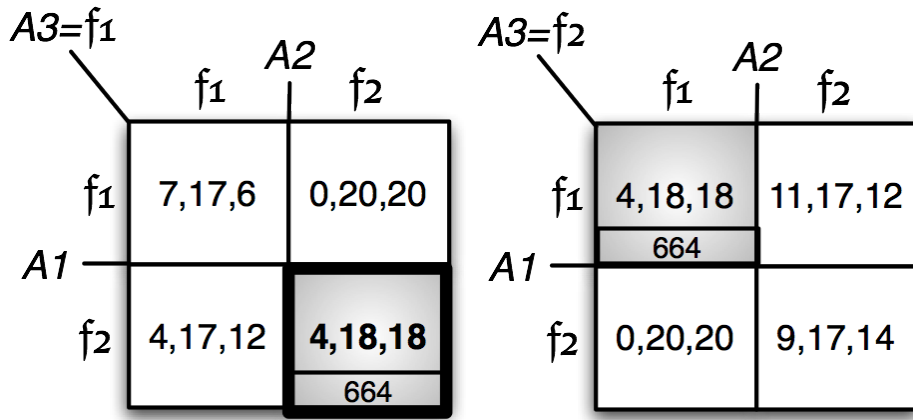 A3=f1
A2
f1 f2
f1 7,17,6 0,20,20
A1
f2 4,17,12 4,18,18
664
A3=f2
A2
f1 f2
f1 4,18,18 11,17,12
664
A1
f2 0,20,20 9,17,14